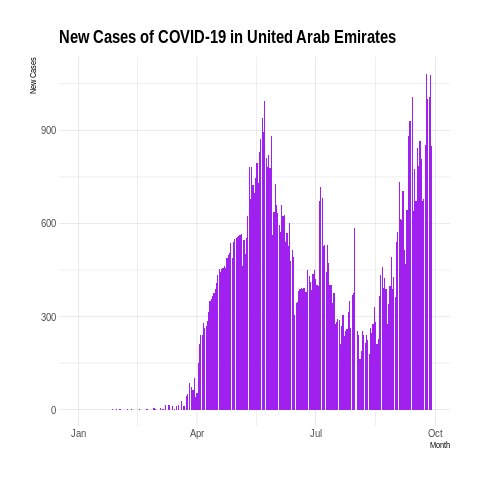 New Cases of COVID-19 in United Arab Emirates
New Cases
900
600
300
0
Jan Apr Jul Oct
Month